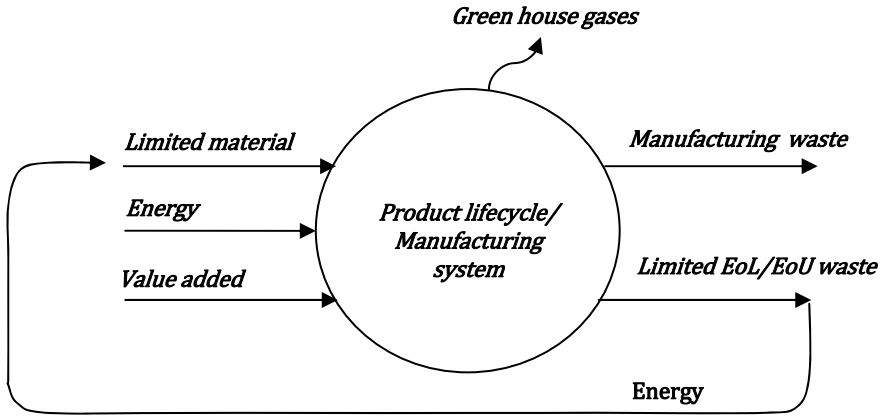 Green house gases
Limited material
Manufacturing waste
Energy
Product lifecycle/
Manufacturing
system
Value added
Limited EoL/EoU waste
Energy